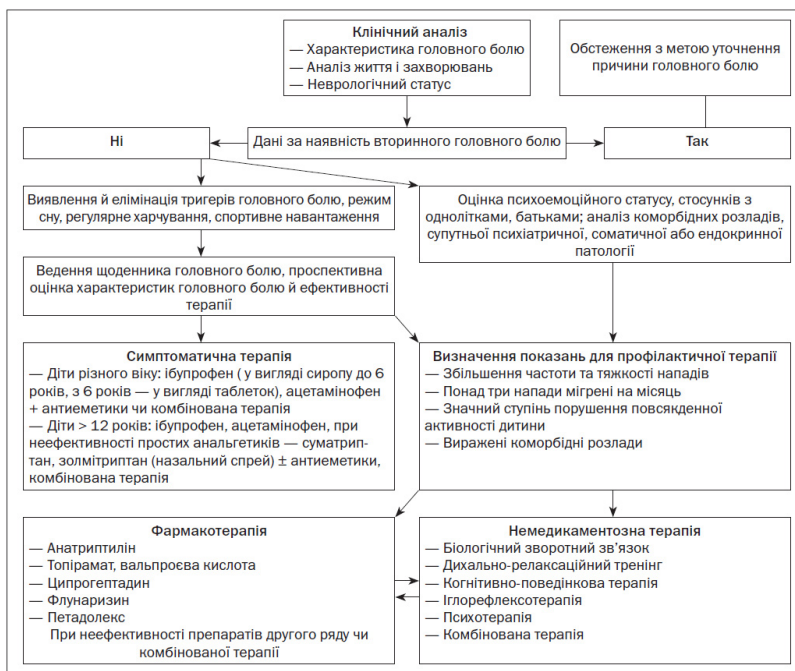 Клінічний аналіз
— Характеристика головного болю
— Аналіз життя і захворювань
— Неврологічний статус
Обстеження з метою уточнення
причини головного болю
Ні
Дані за наявність вторинного головного болю
Так
Виявлення й елімінація тригерів головного болю, режим
сну, регулярне харчування, спортивне навантаження
Оцінка психоемоційного статусу, стосунків з
однолітками, батьками; аналіз коморбідних розладів,
супутньої психіатричної, соматичної або ендокринної
патології
Ведення щоденника головного болю, проспективна
оцінка характеристик головного болю й ефективності
терапії
Симптоматична терапія
— Діти різного віку: ібупрофен ( у вигляді сиропу до 6
років, з 6 років — у вигляді таблеток), ацетамінофен
+ антиеметики чи комбінована терапія
— Діти > 12 років: ібупрофен, ацетамінофен, при
неефективності простих анальгетиків — суматрип-
тан, золмітриптан (назальний спрей) ± антиеметики,
комбінована терапія
Визначення показань для профілактичної терапії
— Збільшення частоти та тяжкості нападів
— Понад три напади мігрені на місяць
— Значний ступінь порушення повсякденної
активності дитини
— Виражені коморбідні розлади
Фармакотерапія
— Анатриптилін
— Топірамат, вальпроєва кислота
— Ципрогептадин
— Флунаризин
— Петадолекс
При неефективності препаратів другого ряду чи
комбінованої терапії
Немедикаментозна терапія
— Біологічний зворотний зв’язок
— Дихально-релаксаційний тренінг
— Когнітивно-поведінкова терапія
— Іглорефлексотерапія
— Психотерапія
— Комбінована терапія